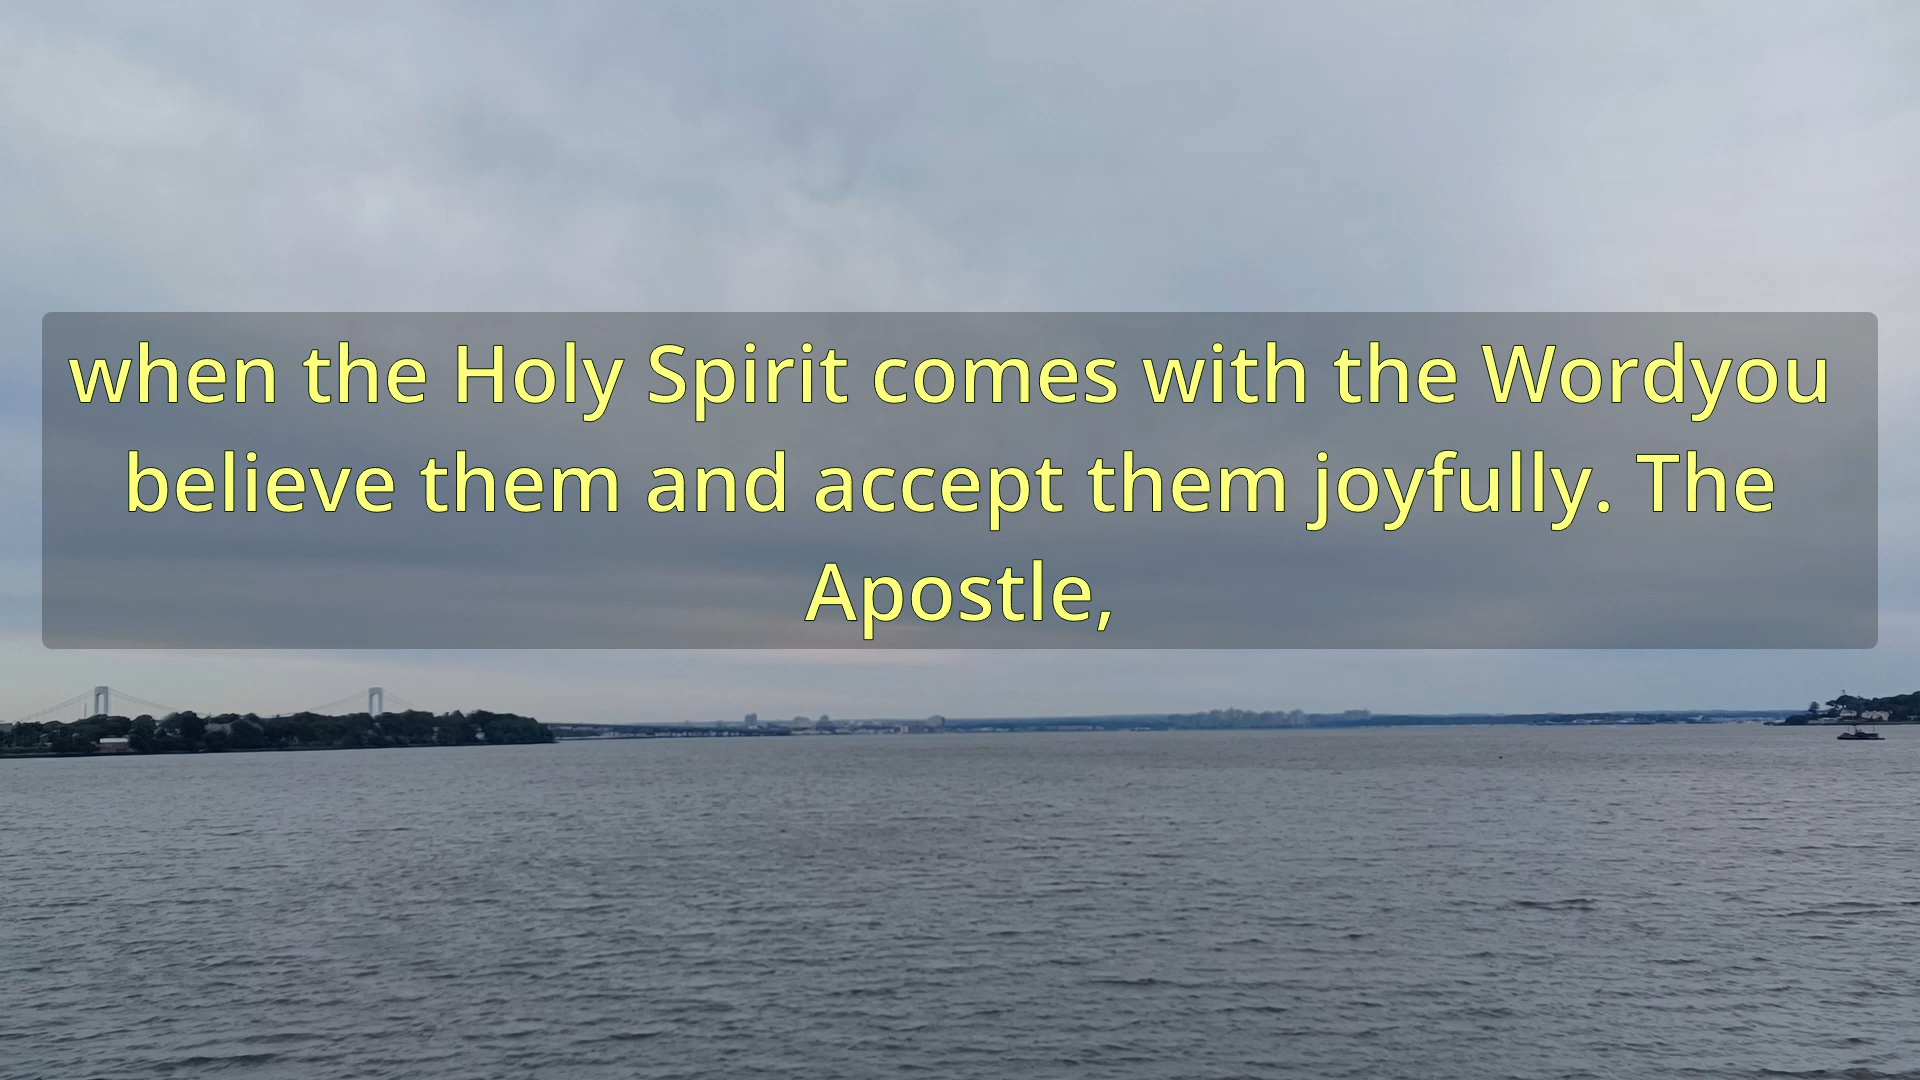 when the Holy Spirit comes with the Wordyou
believe them and accept them joyfully. The
Apostle,